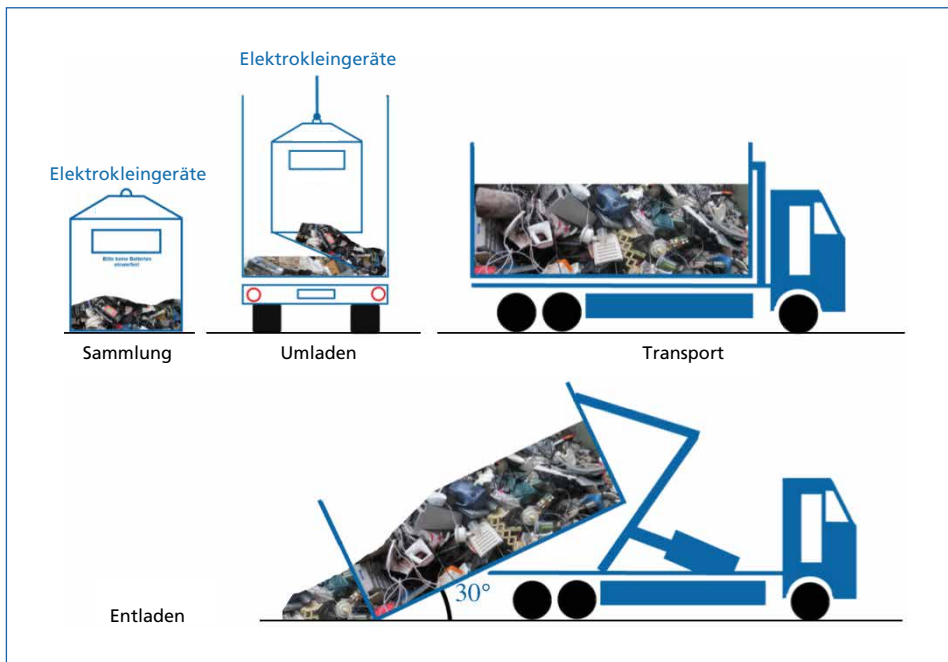 Elektrokleingeräte
Elektrokleingeräte
Bitte keine Batterien
einwerfen!
Sammlung
Umladen
Transport
30°
Entladen